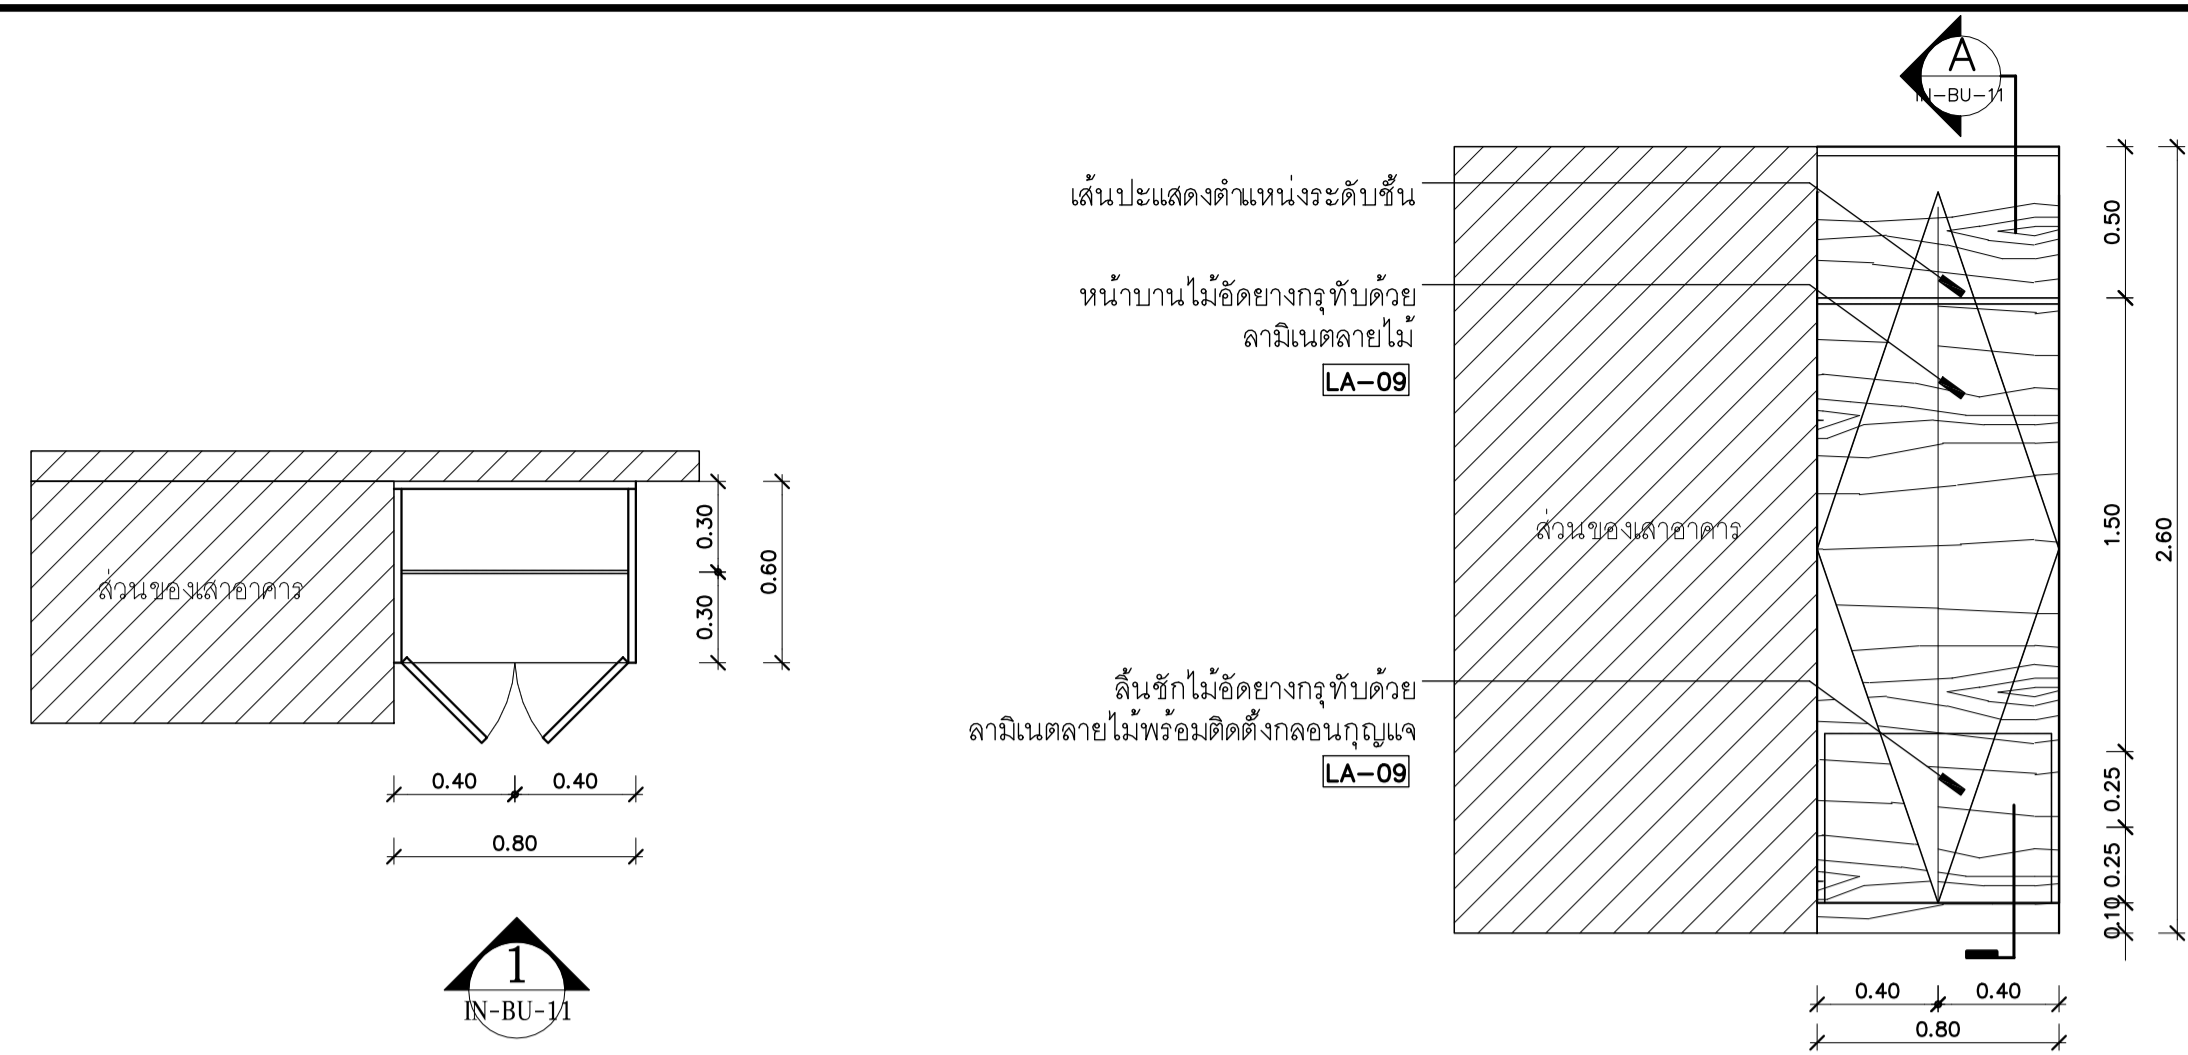 A
IN-BU-11
เส้นปะแสดงตำแหน่งระดับชั้น
หน้าบานไม้อัดยางกรุทับด้วย
ลามิเนตลายไม้
LA-09
ส่วนของเสาอาคาร
ลิ้นชักไม้อัดยางกรุทับด้วย
ลามิเนตลายไม้พร้อมติดตั้งกลอนกุญแจ
LA-09
0.50
1.50
0.25
0.25
0.10
2.60
0.40
0.40
0.80
ส่วนของเสาอาคาร
0.30
0.30
0.60
0.40
0.40
0.80
1
IN-BU-11